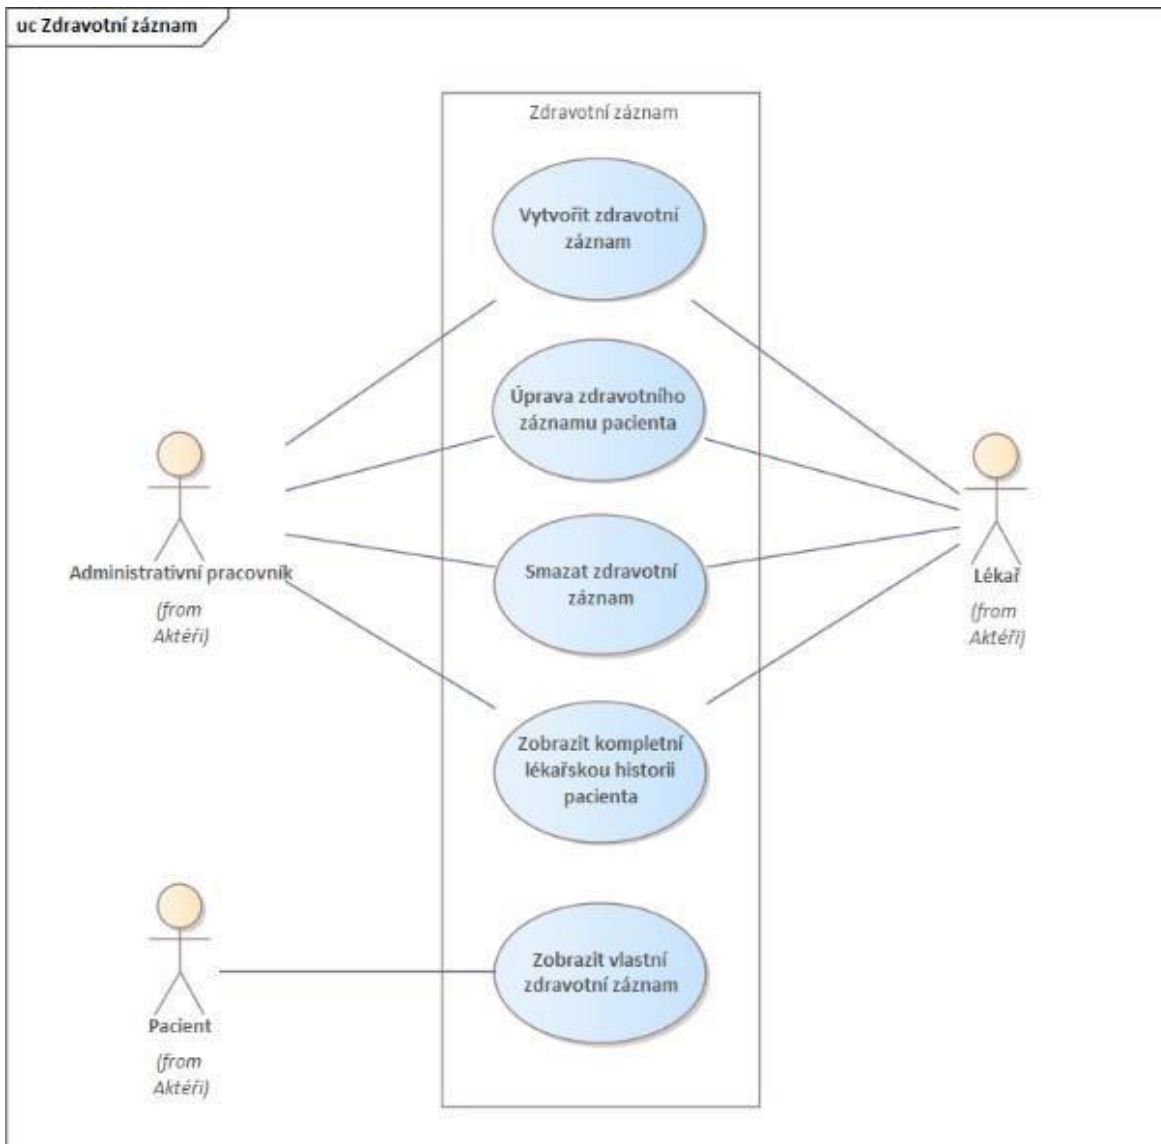 uc Zdravotní záznam
Zdravotní záznam
Vytvořit zdravotní
záznam
Úprava zdravotního
záznamu pacienta
Administrativní pracovník
(from
Aktéři)
Smazat zdravotní
záznam
Lékař
(from
Aktéři)
Zobrazit kompletní
lékařskou historii
pacienta
Zobrazit vlastní
zdravotní záznam
Pacient
(from
Aktéři)